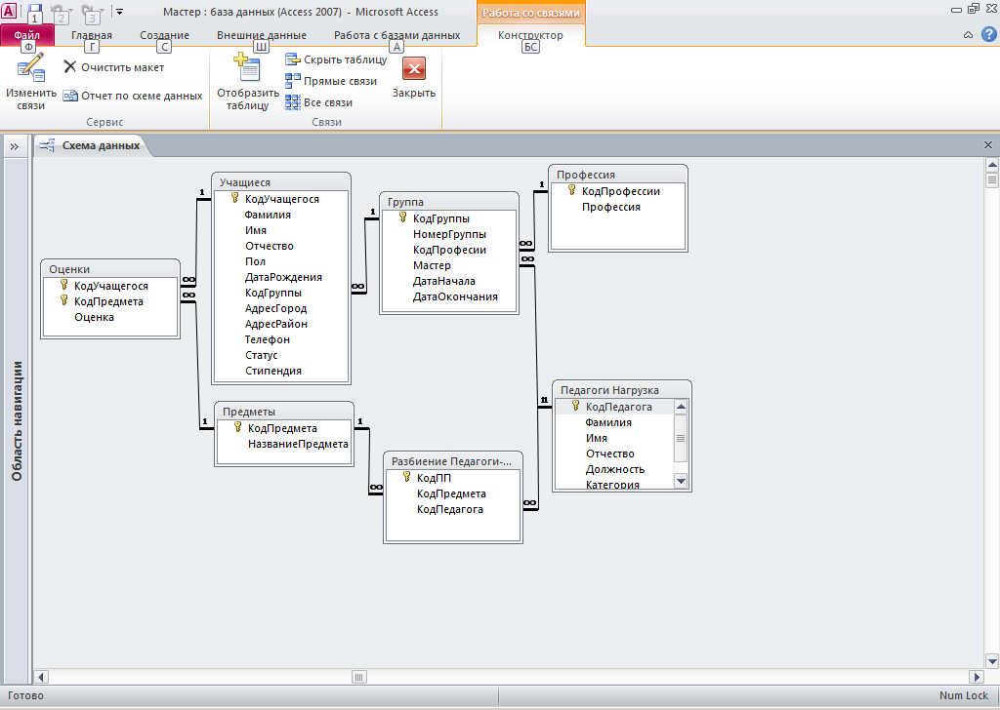 1 2 3
Мастер : база данных (Access 2007) - Microsoft Access
Работа со связями
Файл Главная Создание Внешние данные Работа с базами данных Конструктор
Ф Г С Ш А БС
Изменить связи
Очистить макет
Отчет по схеме данных
Сервис
Отобразить таблицу
Скрыть таблицу
Прямые связи
Все связи
Закрыть
Связи
Схема данных
Область навигации
Оценки
КодУчащегося
КодПредмета
Оценка
Учащиеся
КодУчащегося
Фамилия
Имя
Отчество
Пол
ДатаРождения
КодГруппы
АдресГород
АдресРайон
Телефон
Статус
Стипендия
Группа
КодГруппы
НомерГруппы
КодПрофесии
Мастер
ДатаНачала
ДатаОкончания
Профессия
КодПрофессии
Профессия
Предметы
КодПредмета
НазваниеПредмета
Разбиение Педагоги-...
КодПП
КодПредмета
КодПедагога
Педагоги Нагрузка
КодПедагога
Фамилия
Имя
Отчество
Должность
Категория
1 ∞
∞ 1
1 ∞
1 ∞
∞ 11
1 ∞
∞
Готово
Num Lock